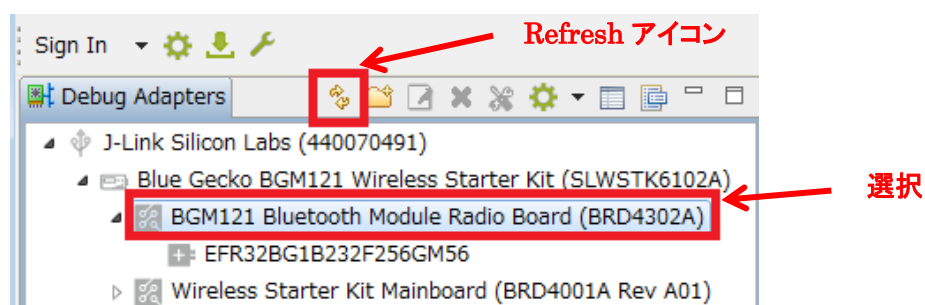 Refresh アイコン
Sign In
Debug Adapters
J-Link Silicon Labs (440070491)
Blue Gecko BGM121 Wireless Starter Kit (SLWSTK6102A)
選択
BGM121 Bluetooth Module Radio Board (BRD4302A)
EFR32BG1B232F256GM56
Wireless Starter Kit Mainboard (BRD4001A Rev A01)